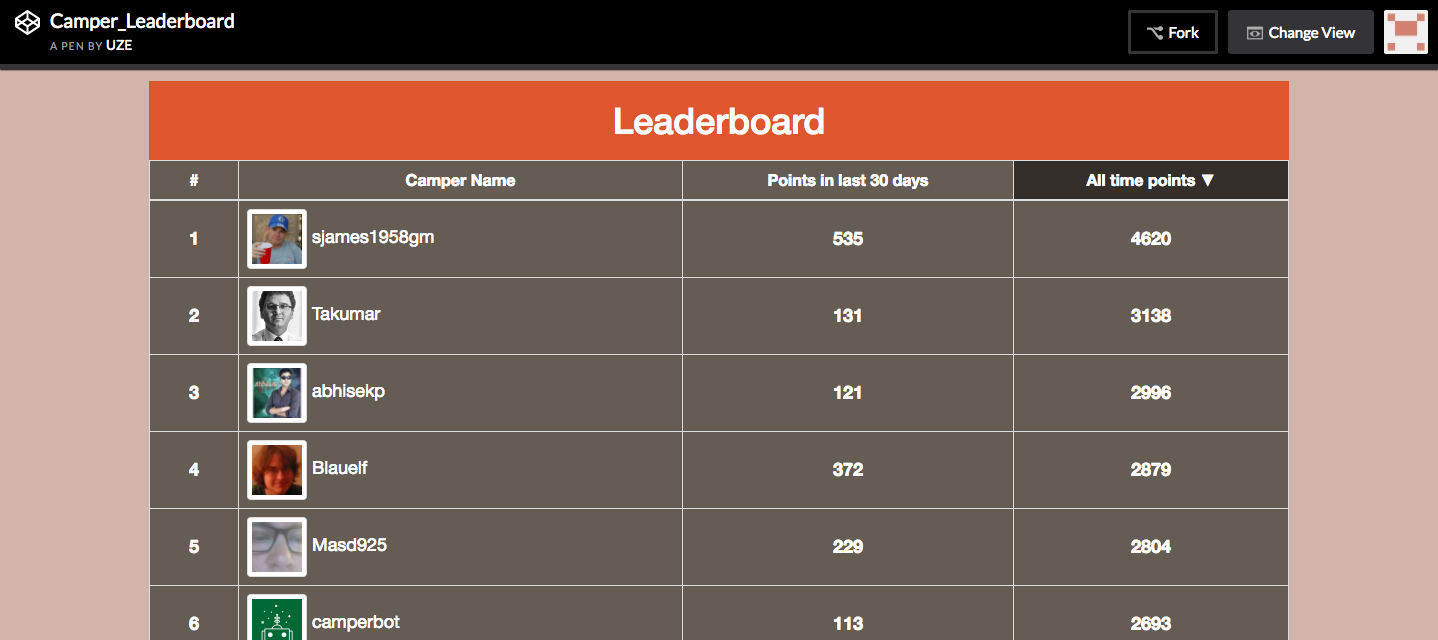 Camper_Leaderboard
A PEN BY UZE
Fork
Change View
Leaderboard
# Camper Name Points in last 30 days All time points ▼
1 sjames1958gm 535 4620
2 Takumar 131 3138
3 abhisekp 121 2996
4 Blauelf 372 2879
5 Masd925 229 2804
6 camperbot 113 2693